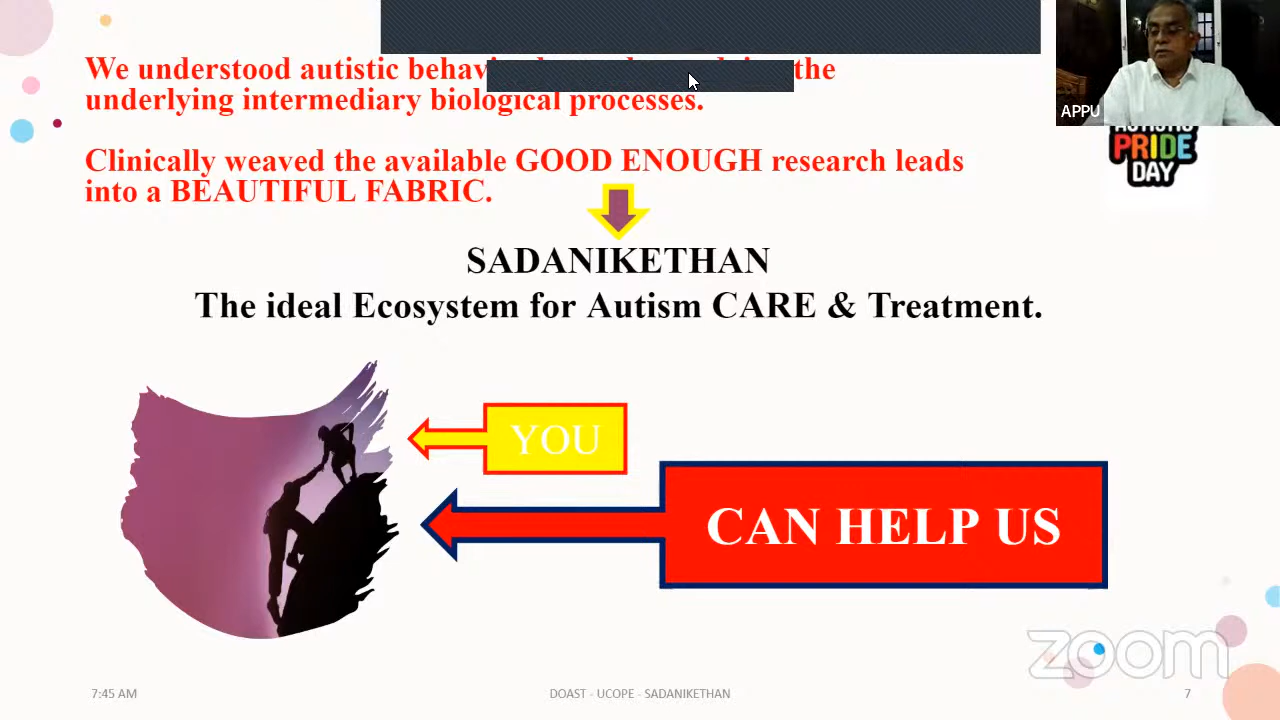 We understood autistic the
underlying intermediary biological processes.
Clinically weaved the available GOOD ENOUGH research leads
into a BEAUTIFUL FABRIC.
SADANIKETHAN
The ideal Ecosystem for Autism CARE & Treatment.
YOU
CAN HELP US
APPU
AUTISTIC
PRIDE
DAY
zoom
7:45 AM
DOAST - UCOPE - SADANIKETHAN
7